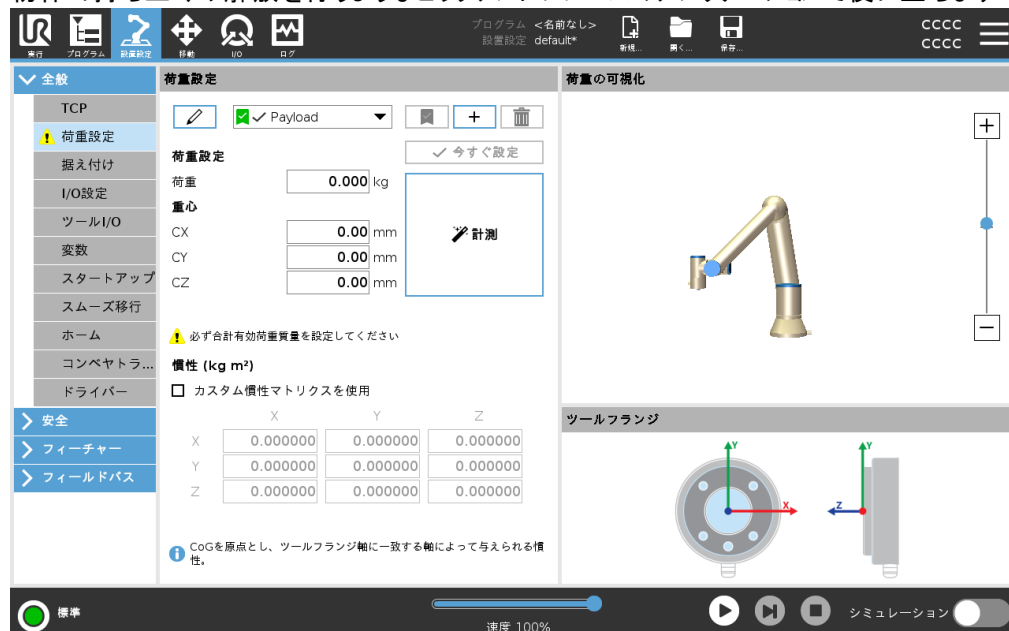 UR
実行
プログラム
設置設定
移動
I/O
ログ
プログラム <名前なし>
設置設定 default*
新規...
開く...
保存...
CCCC
CCCC
全般
TCP
荷重設定
据え付け
I/O設定
ツールI/O
変数
スタートアップ
スムーズ移行
ホーム
コンベヤトラ...
ドライバー
安全
フィーチャー
フィールドバス
荷重設定
Payload
荷重設定
今すぐ設定
荷重 0.000 kg
重心
CX 0.00 mm
CY 0.00 mm
CZ 0.00 mm
計測
必ず合計有効荷重質量を設定してください
慣性 (kg m²)
カスタム慣性マトリクスを使用
X Y Z
X 0.000000 0.000000 0.000000
Y 0.000000 0.000000 0.000000
Z 0.000000 0.000000 0.000000
CoGを原点とし、ツールフランジ軸に一致する軸によって与えられる慣
性。
荷重の可視化
ツールフランジ
Y
X
Y
Z
標準
速度 100%
シミュレーション